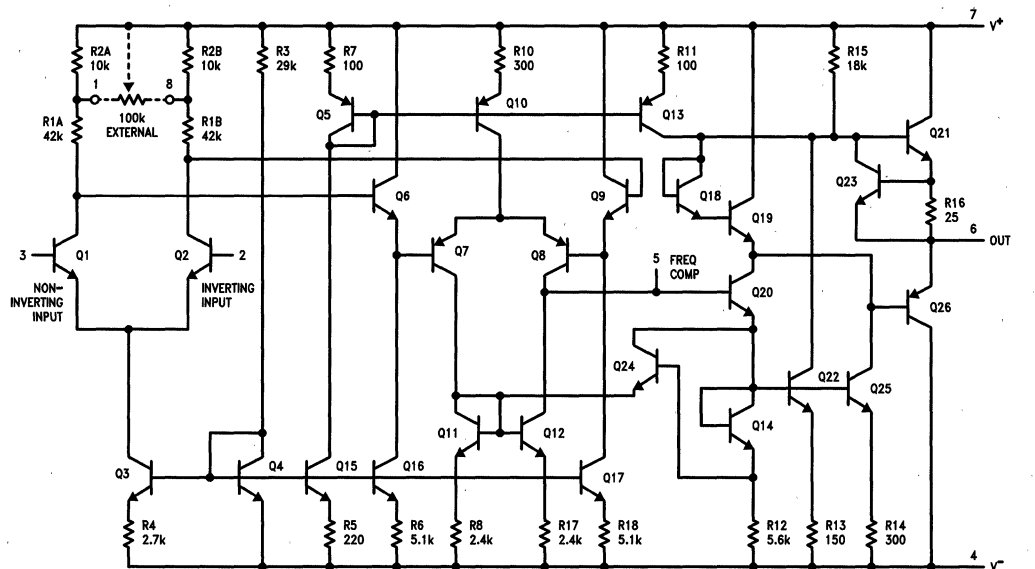 7 V+
R2A 10k
R2B 10k
R3 29k
R7 100
R10 300
R11 100
R15 18k
1
8
100k
EXTERNAL
Q5
Q10
Q13
Q21
R1A 42k
R1B 42k
Q23
Q6
Q9
Q18
Q19
R16 25
6 OUT
3
Q1
Q2
2
Q7
Q8
5 FREQ COMP
NON-
INVERTING
INPUT
INVERTING
INPUT
Q20
Q26
Q24
Q22
Q25
Q11
Q12
Q14
Q3
Q4
Q15
Q16
Q17
R4 2.7k
R5 220
R6 5.1k
R8 2.4k
R17 2.4k
R18 5.1k
R12 5.6k
R13 150
R14 300
4 V−